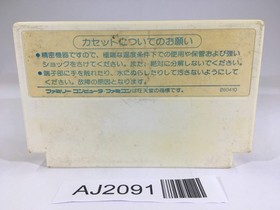 カセットについてのお願い
●精密機器ですので、極端な温度条件下での使用や保管および強い
ショックをさけてください。また、絶対に分解しないでください。
●端子部に手を触れたり、水にぬらしたりして汚さないようにして
ください。故障の原因となります。
ファミリーコンピュータ・ファミコンは任天堂の商標です。
AJ2091